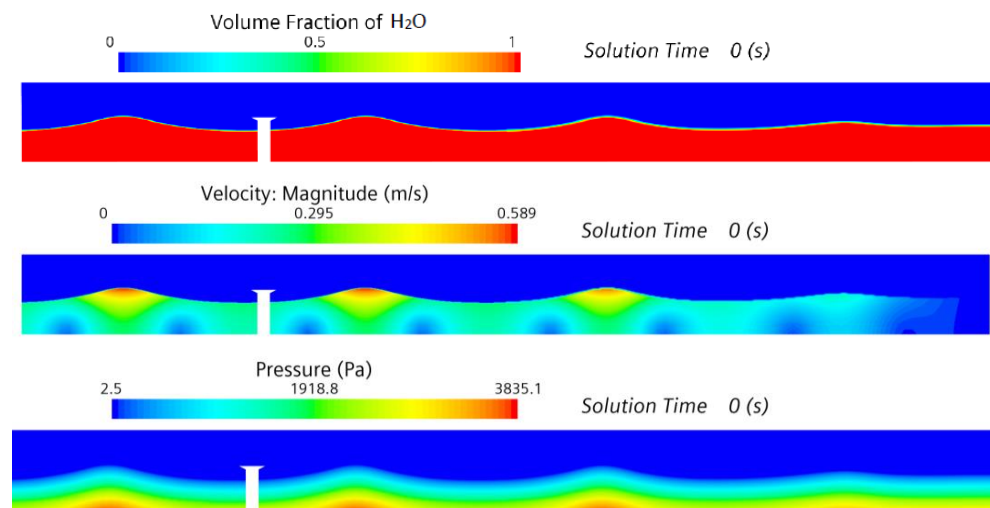 Volume Fraction of H₂O
0 0.5 1
Solution Time 0 (s)
Velocity: Magnitude (m/s)
0 0.295 0.589
Solution Time 0 (s)
Pressure (Pa)
2.5 1918.8 3835.1
Solution Time 0 (s)